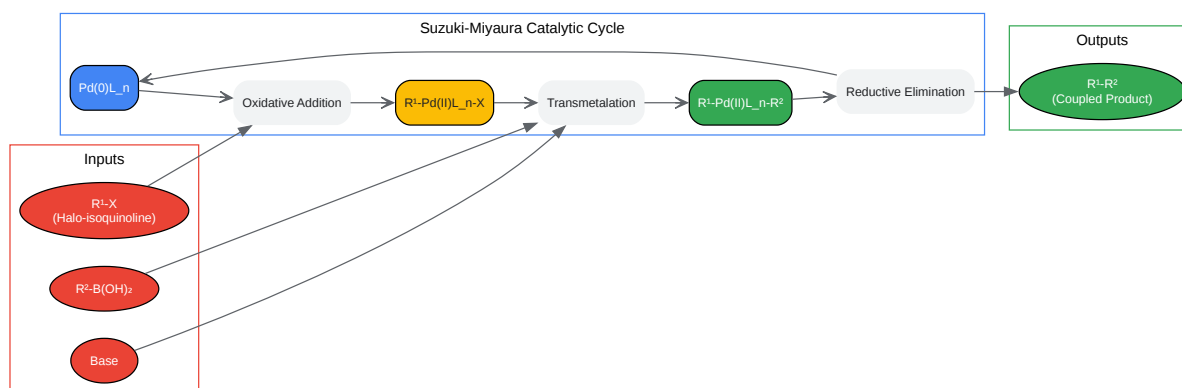 Suzuki-Miyaura Catalytic Cycle
Pd(0)L_n
Oxidative Addition
R¹-Pd(II)L_n-X
Transmetalation
R¹-Pd(II)L_n-R²
Reductive Elimination
Outputs
R¹-R²
(Coupled Product)
Inputs
R¹-X
(Halo-isoquinoline)
R²-B(OH)₂
Base